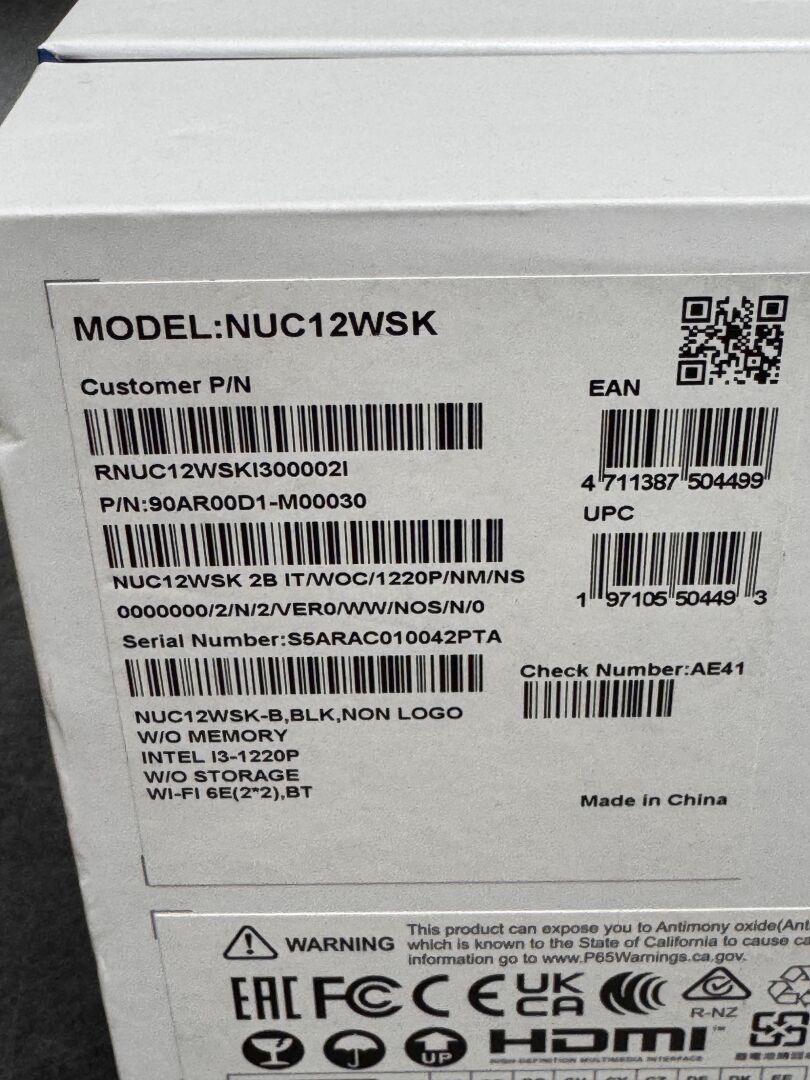 MODEL:NUC12WSK
Customer P/N
RNUC12WSKI300002I
P/N:90AR00D1-M00030
NUC12WSK 2B IT/WOC/1220P/NM/NS
0000000/2/N/2/VER0/WW/NOS/N/0
Serial Number:S5ARAC010042PTA
NUC12WSK-B,BLK,NON LOGO
W/O MEMORY
INTEL I3-1220P
W/O STORAGE
WI-FI 6E(2*2),BT
EAN
4 711387 504499
UPC
1 97105 50449 3
Check Number:AE41
Made in China
WARNING
This product can expose you to Antimony oxide(Ant
which is known to the State of California to cause ca
information go to www.P65Warnings.ca.gov.
EAC FC CE UK CA
R-NZ
UP HDMI™
HIGH-DEFINITION MULTIMEDIA INTERFACE